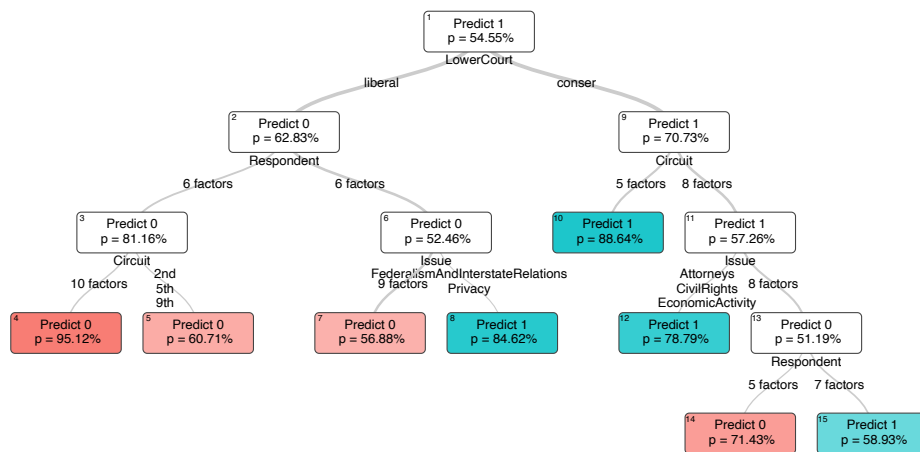 1
Predict 1
p = 54.55%
LowerCourt
liberal
conser
2
Predict 0
p = 62.83%
Respondent
9
Predict 1
p = 70.73%
Circuit
6 factors
6 factors
5 factors
8 factors
3
Predict 0
p = 81.16%
Circuit
6
Predict 0
p = 52.46%
Issue
10
Predict 1
p = 88.64%
11
Predict 1
p = 57.26%
Issue
10 factors
2nd
5th
9th
9 factors
FederalismAndInterstateRelations
Privacy
Attorneys
CivilRights
EconomicActivity
8 factors
4
Predict 0
p = 95.12%
5
Predict 0
p = 60.71%
7
Predict 0
p = 56.88%
8
Predict 1
p = 84.62%
12
Predict 1
p = 78.79%
13
Predict 0
p = 51.19%
Respondent
5 factors
7 factors
14
Predict 0
p = 71.43%
15
Predict 1
p = 58.93%